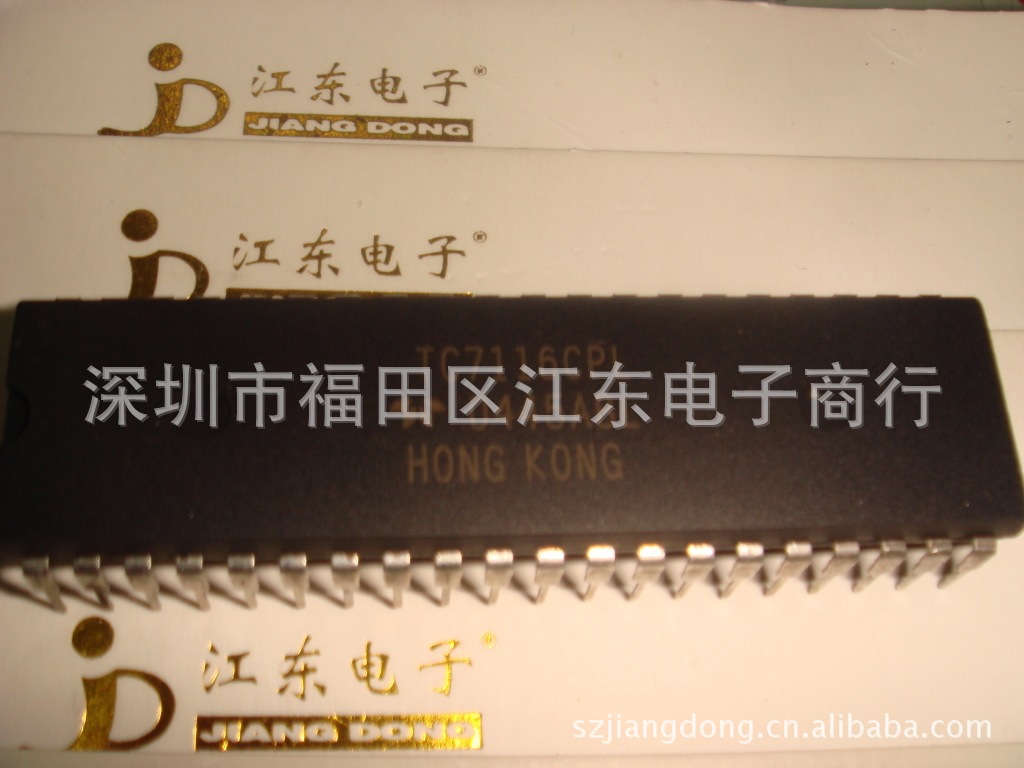 江东电子®
JIANG DONG
江东电子®
TC7116CPL
深圳市福田区江东电子商行
HONG KONG
江东电子®
JIANG DONG
szjiangdong.cn.alibaba.com